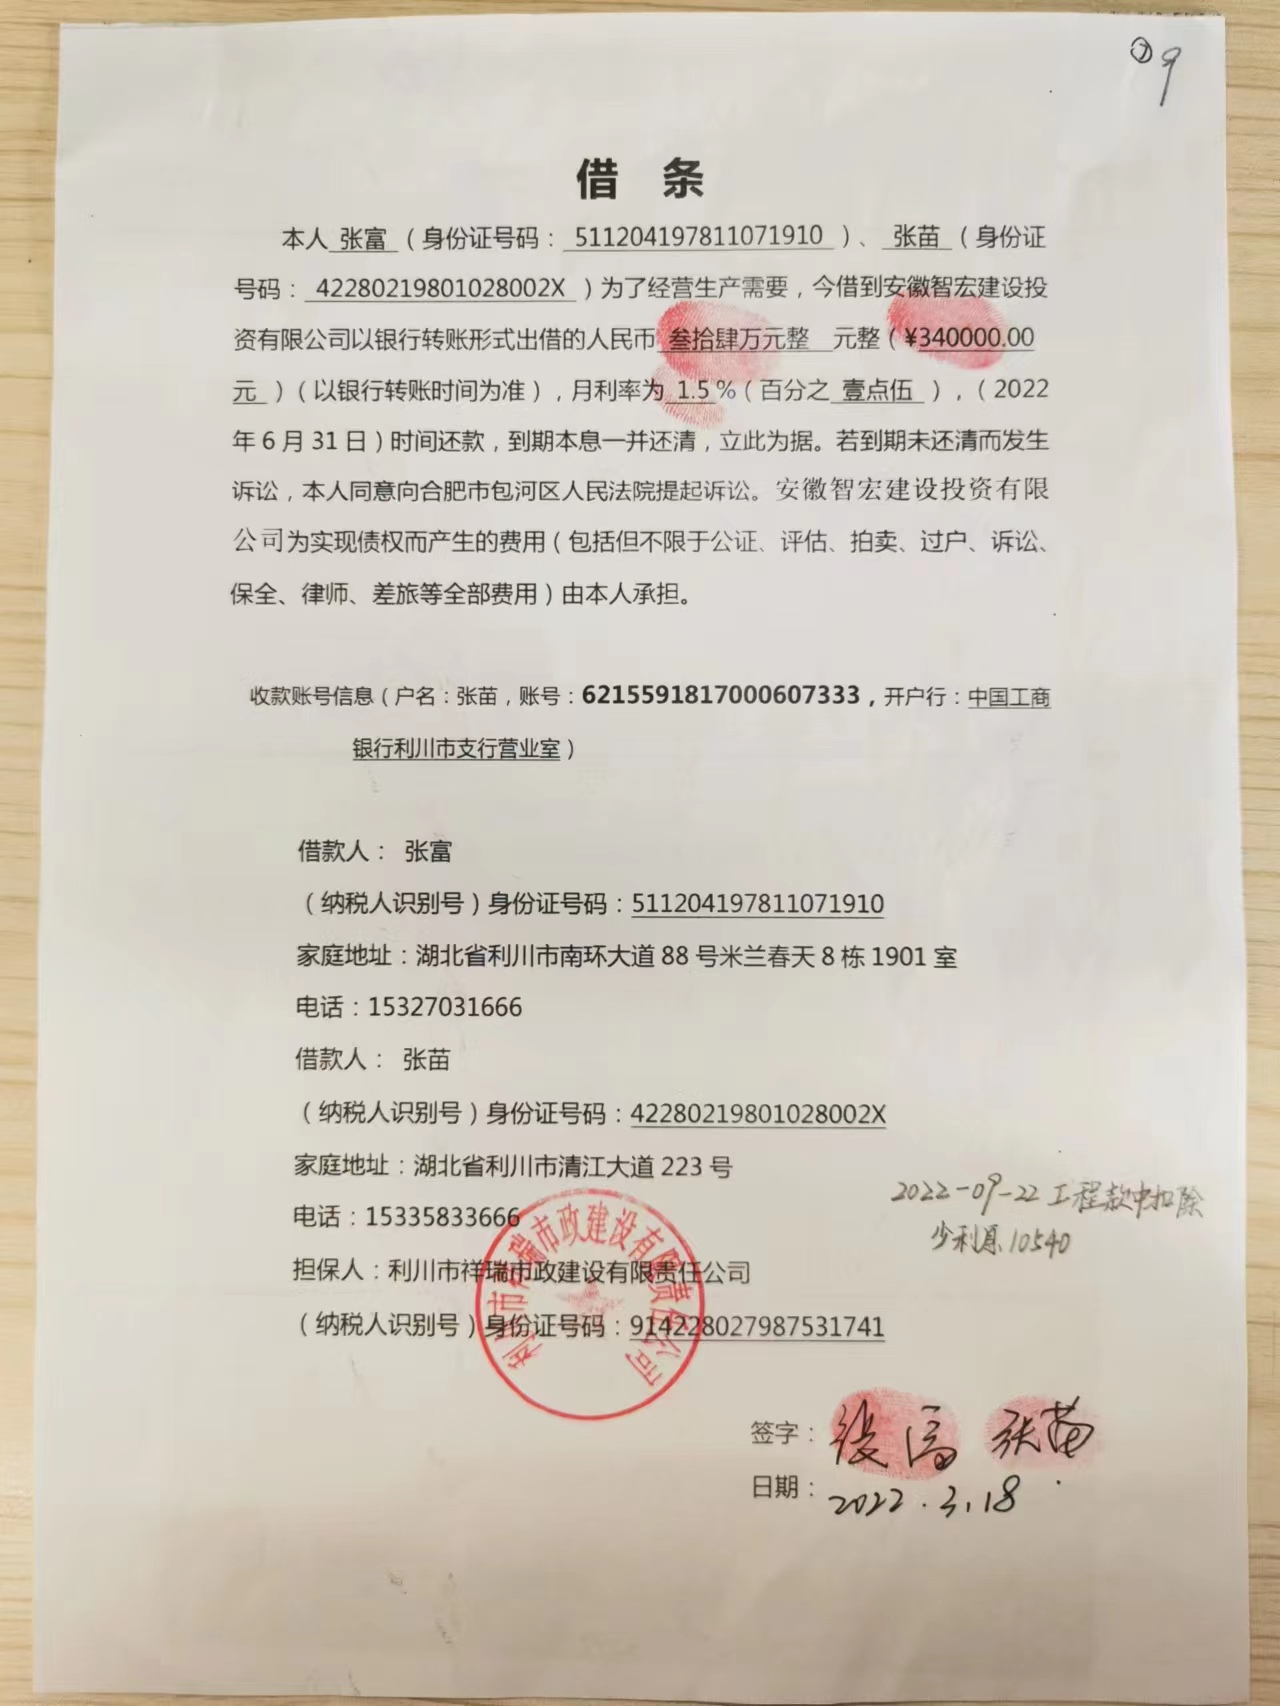 ⑦9
借 条
本人 张富 （身份证号码： 511204197811071910 ）、 张苗 （身份证
号码： 42280219801028002X ）为了经营生产需要，今借到安徽智宏建设投
资有限公司以银行转账形式出借的人民币 叁拾肆万元整 元整（¥340000.00
元 ）（以银行转账时间为准），月利率为 1.5 %（百分之 壹点伍 ），（2022
年 6 月 31 日）时间还款，到期本息一并还清，立此为据。若到期未还清而发生
诉讼，本人同意向合肥市包河区人民法院提起诉讼。安徽智宏建设投资有限
公司为实现债权而产生的费用（包括但不限于公证、评估、拍卖、过户、诉讼、
保全、律师、差旅等全部费用）由本人承担。
收款账号信息（户名：张苗，账号：6215591817000607333，开户行：中国工商
银行利川市支行营业室）
借款人： 张富
（纳税人识别号）身份证号码：511204197811071910
家庭地址：湖北省利川市南环大道 88 号米兰春天 8 栋 1901 室
电话：15327031666
借款人： 张苗
（纳税人识别号）身份证号码：42280219801028002X
家庭地址：湖北省利川市清江大道 223 号
2022-09-22 工程款中扣除
电话：15335833666
10540
担保人：利川市祥瑞市政建设有限责任公司
（纳税人识别号）身份证号码：914228027987531741
利川市祥瑞市政建设有限责任公司
签字： 张富 张苗
日期： 2022.3.18